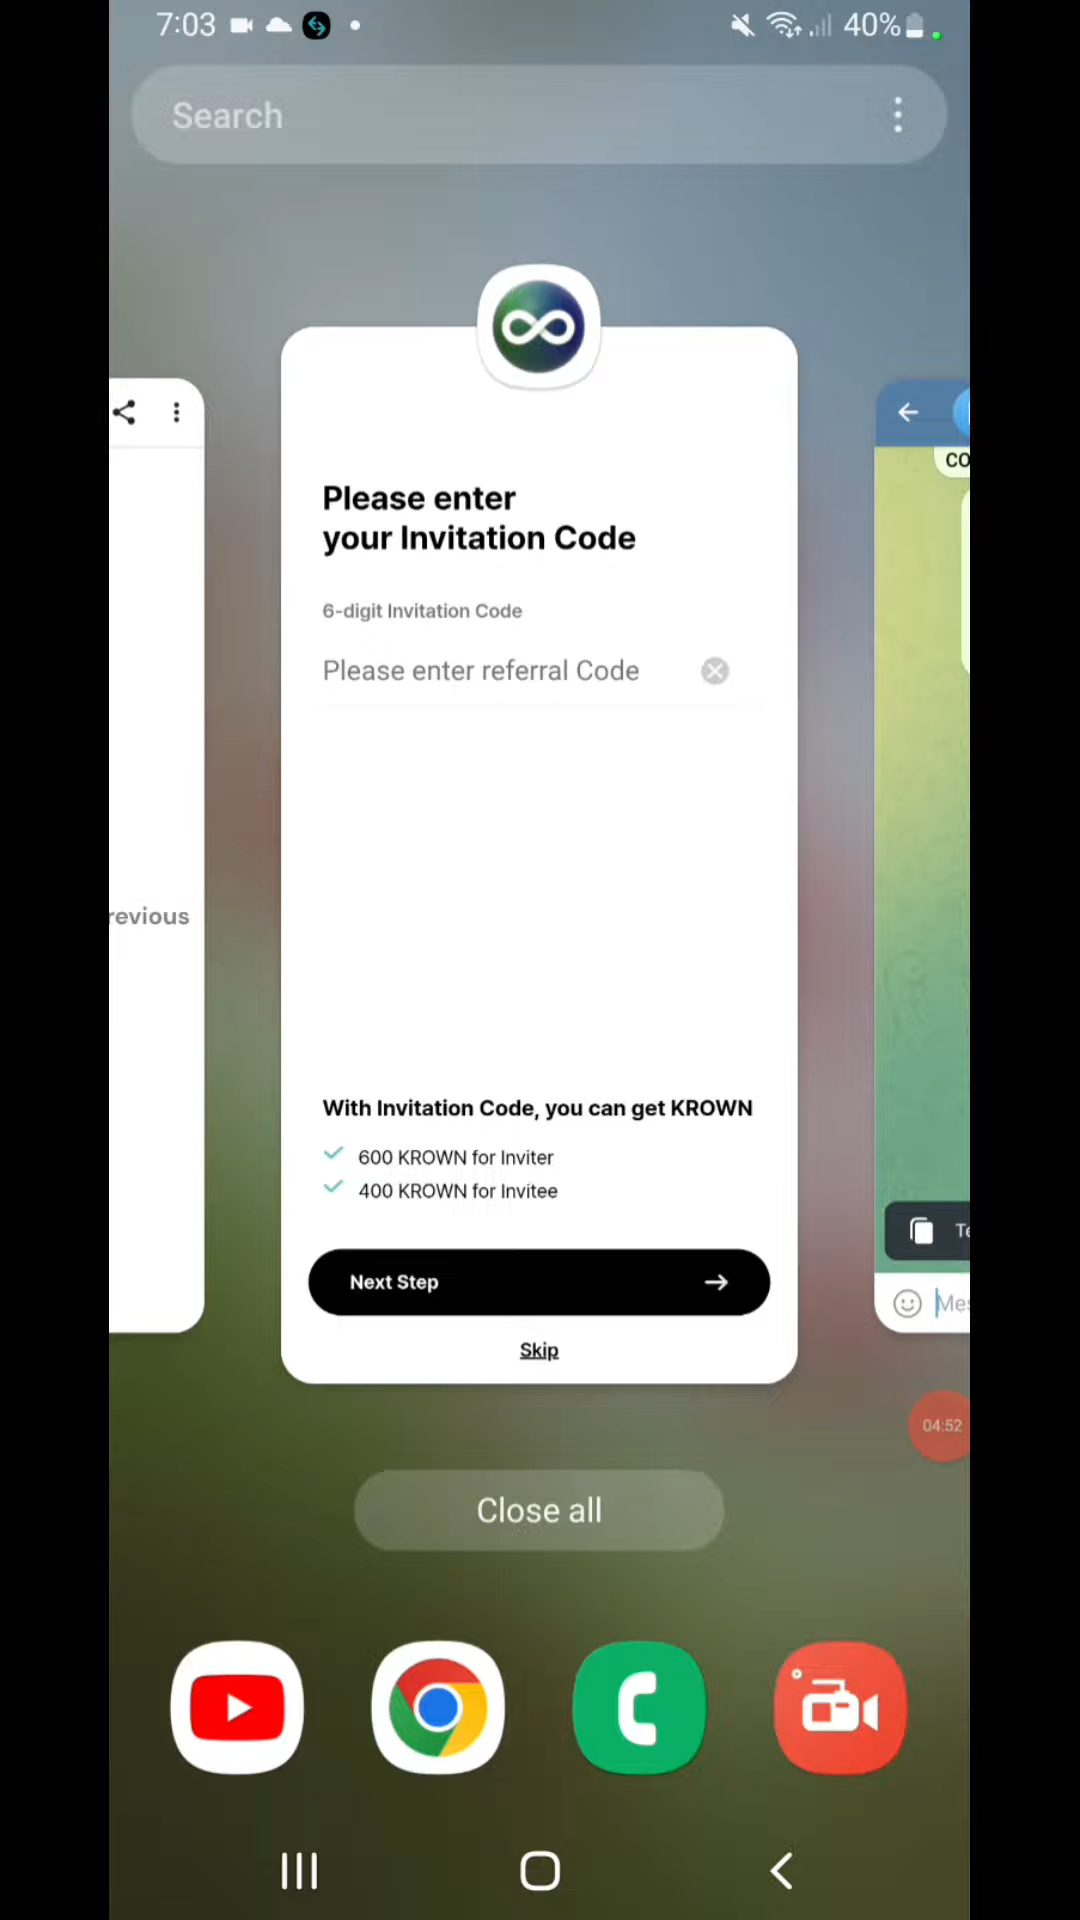 7:03
40%
Search
Please enter
your Invitation Code
6-digit Invitation Code
Please enter referral Code
revious
CO
With Invitation Code, you can get KROWN
600 KROWN for Inviter
400 KROWN for Invitee
Te
Next Step
Mes
Skip
04:52
Close all